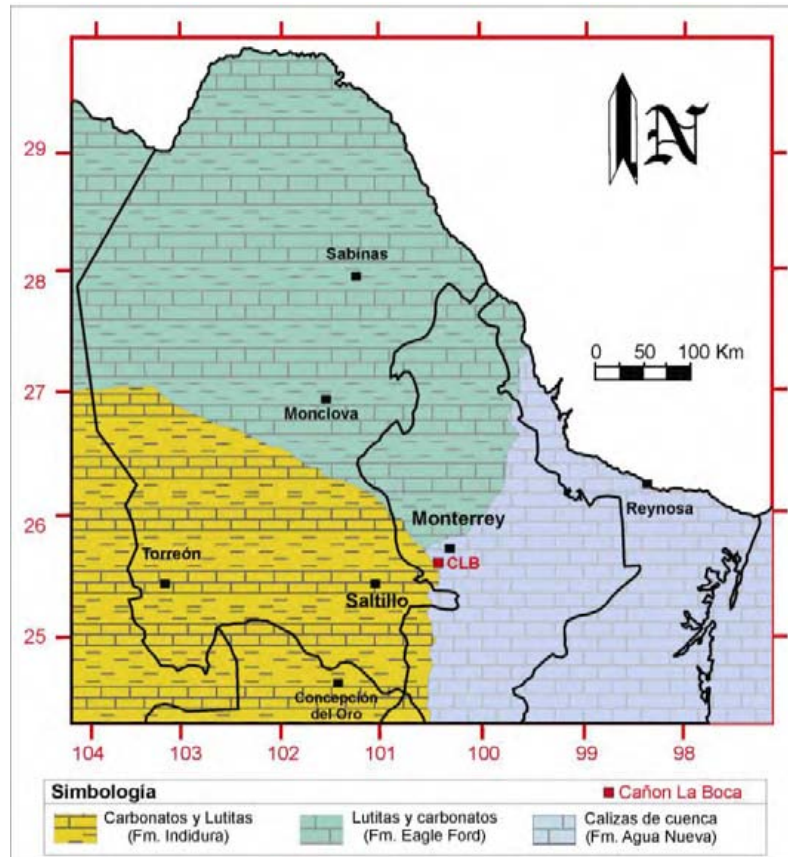 N
29
28
27
26
25
Sabinas
Monclova
0 50 100 Km
Monterrey
Reynosa
CLB
Torreón
Saltillo
Concepción
del Oro
104 103 102 101 100 99 98
Simbología
Cañon La Boca
Carbonatos y Lutitas
(Fm. Indidura)
Lutitas y carbonatos
(Fm. Eagle Ford)
Calizas de cuenca
(Fm. Agua Nueva)